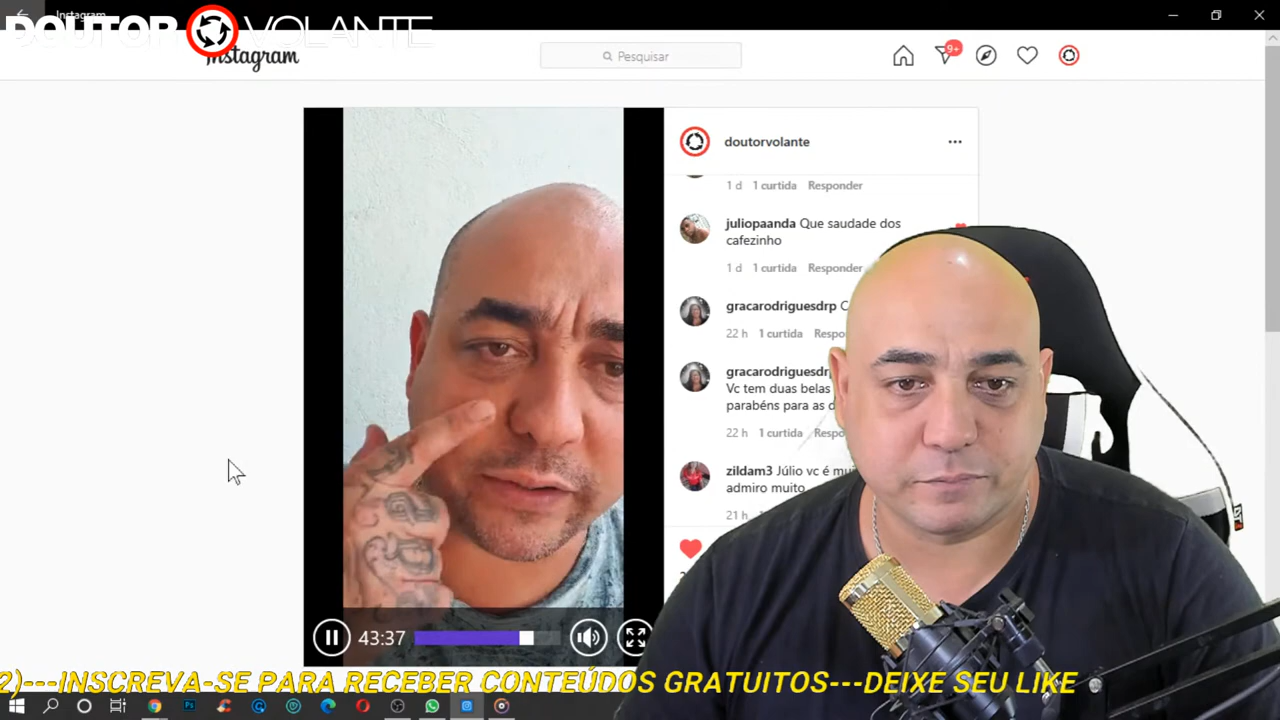 Instagram
DOUTOR VOLANTE
Instagram
Pesquisar
9+
doutorvolante
1 d 1 curtida Responder
juliopaanda Que saudade dos
cafezinho
1 d 1 curtida Responder
gracarodriguesdrp
22 h 1 curtida
Vc tem duas belas
parabéns para as
22 h 1 curtida
zildam3 Júlio vc é
admiro muito
21 h
43:37
2)---INSCREVA-SE PARA RECEBER CONTEÚDOS GRATUITOS---DEIXE SEU LIKE